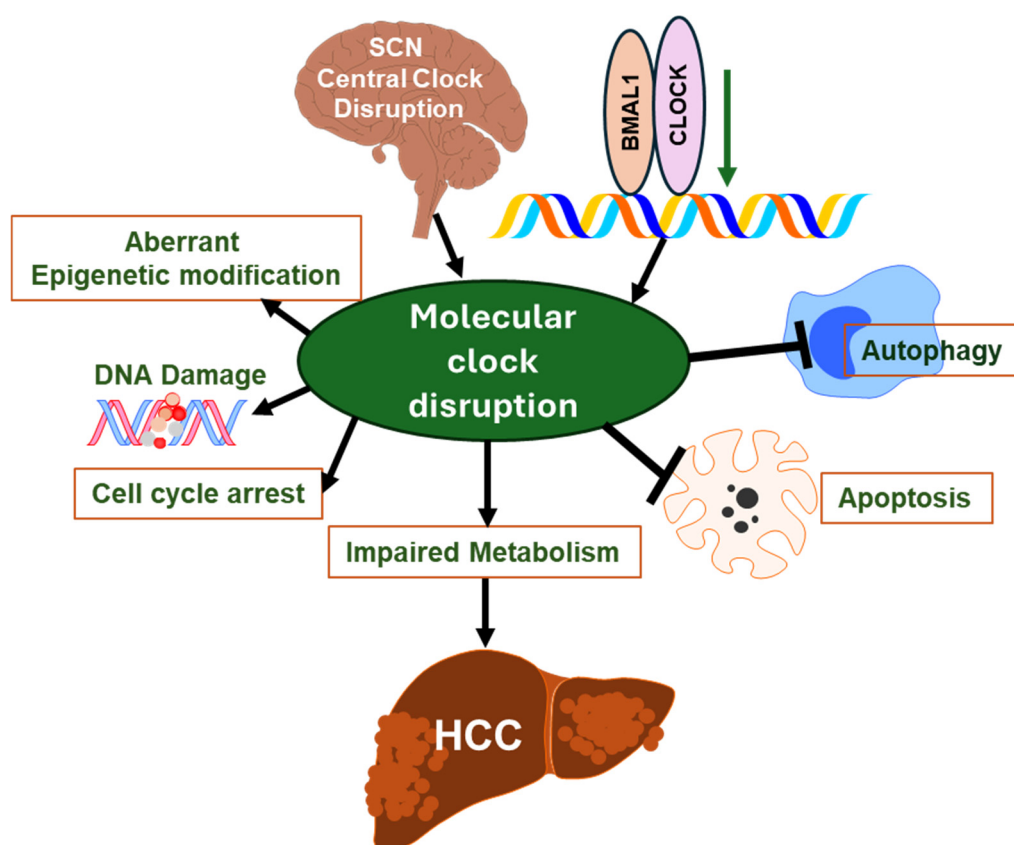 SCN
Central Clock
Disruption
BMAL1
CLOCK
Aberrant
Epigenetic modification
Molecular
clock
disruption
Autophagy
DNA Damage
Cell cycle arrest
Apoptosis
Impaired Metabolism
HCC